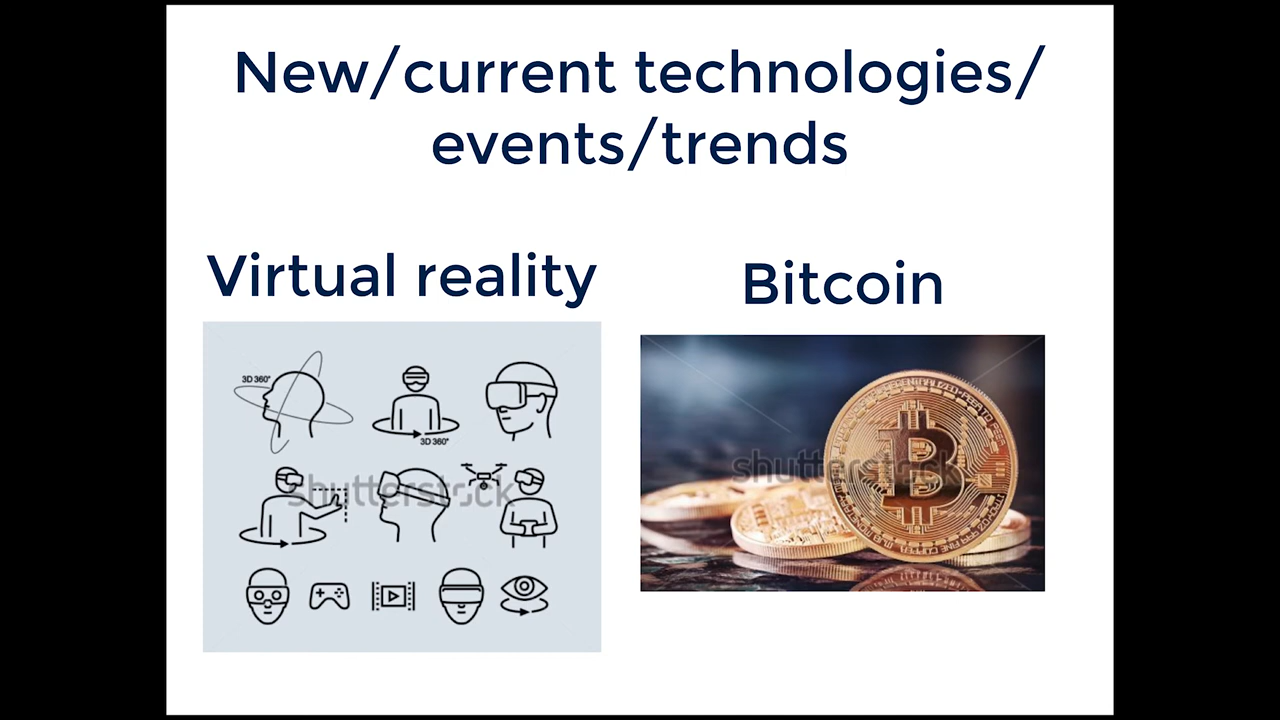 New/current technologies/
events/trends
Virtual reality
Bitcoin
3D 360°
3D 360°
shutterstock
shutterstock